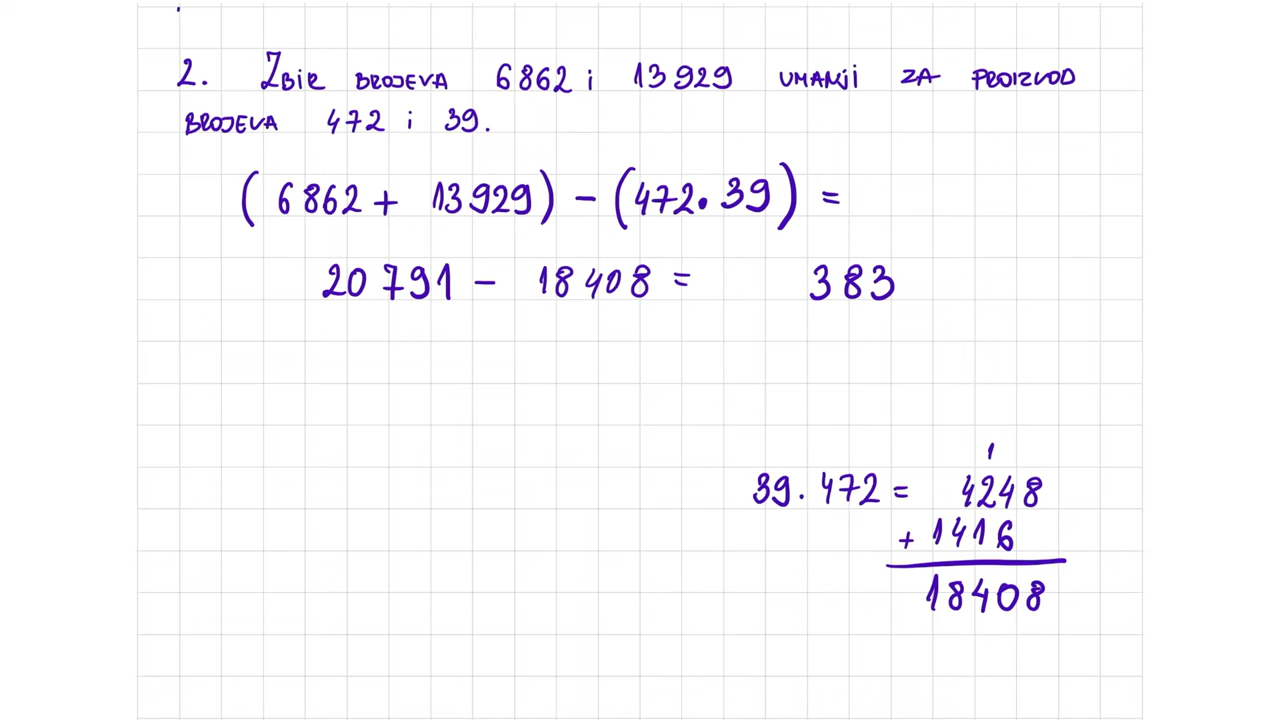 2. Zbir brojeva 6862 i 13929 umanji za proizvod
brojeva 472 i 39.
(6862 + 13929) - (472 · 39) =
20791 - 18408 = 383
1
39 · 472 = 4248
+ 1416
18408